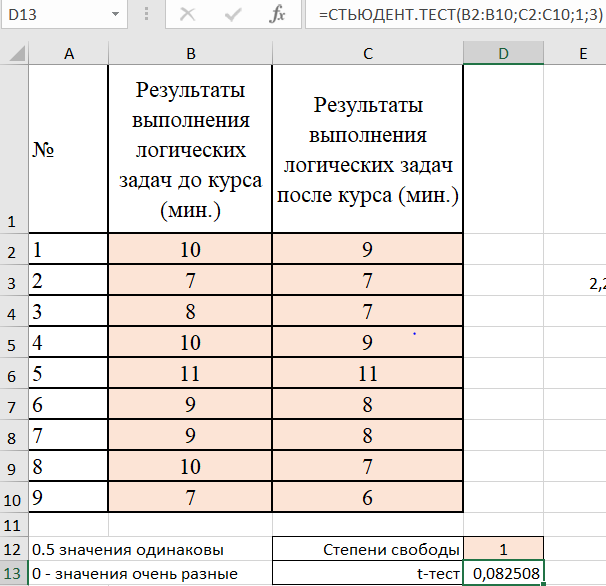 D13 fx =СТЬЮДЕНТ.ТЕСТ(B2:B10;C2:C10;1;3)
A B C D E
1 № Результаты выполнения логических задач до курса (мин.) Результаты выполнения логических задач после курса (мин.)
2 1 10 9
3 2 7 7 2,2
4 3 8 7
5 4 10 9
6 5 11 11
7 6 9 8
8 7 9 8
9 8 10 7
10 9 7 6
11
12 0.5 значения одинаковы Степени свободы 1
13 0 - значения очень разные t-тест 0,082508